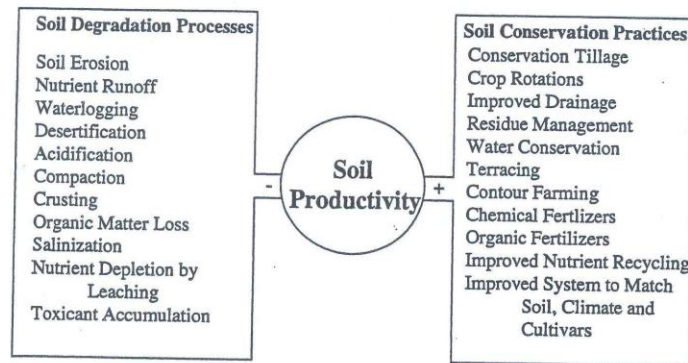 Soil Degradation Processes
Soil Erosion
Nutrient Runoff
Waterlogging
Desertification
Acidification
Compaction
Crusting
Organic Matter Loss
Salinization
Nutrient Depletion by
Leaching
Toxicant Accumulation
-
Soil
Productivity
+
Soil Conservation Practices
Conservation Tillage
Crop Rotations
Improved Drainage
Residue Management
Water Conservation
Terracing
Contour Farming
Chemical Fertlizers
Organic Fertilizers
Improved Nutrient Recycling
Improved System to Match
Soil, Climate and
Cultivars